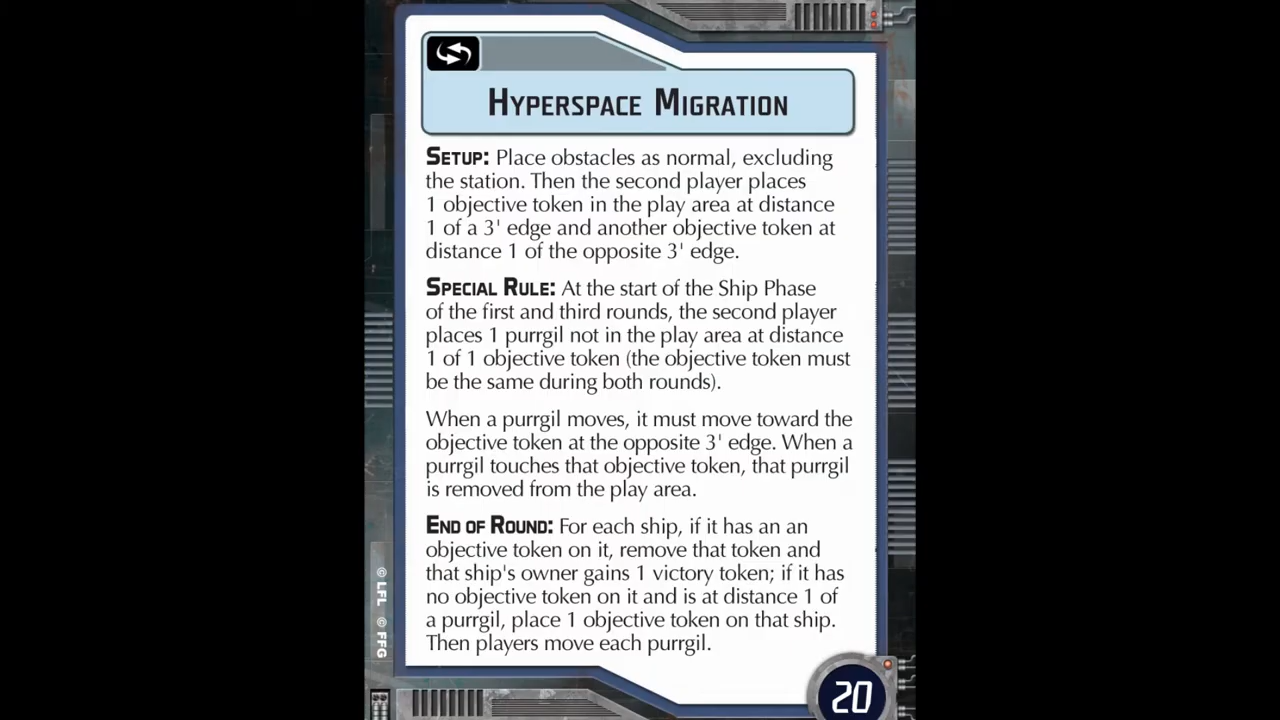 HYPERSPACE MIGRATION
SETUP: Place obstacles as normal, excluding
the station. Then the second player places
1 objective token in the play area at distance
1 of a 3' edge and another objective token at
distance 1 of the opposite 3' edge.
SPECIAL RULE: At the start of the Ship Phase
of the first and third rounds, the second player
places 1 purrgil not in the play area at distance
1 of 1 objective token (the objective token must
be the same during both rounds).
When a purrgil moves, it must move toward the
objective token at the opposite 3' edge. When a
purrgil touches that objective token, that purrgil
is removed from the play area.
END OF ROUND: For each ship, if it has an an
objective token on it, remove that token and
that ship's owner gains 1 victory token; if it has
no objective token on it and is at distance 1 of
a purrgil, place 1 objective token on that ship.
Then players move each purrgil.
© LFL © FFG
20